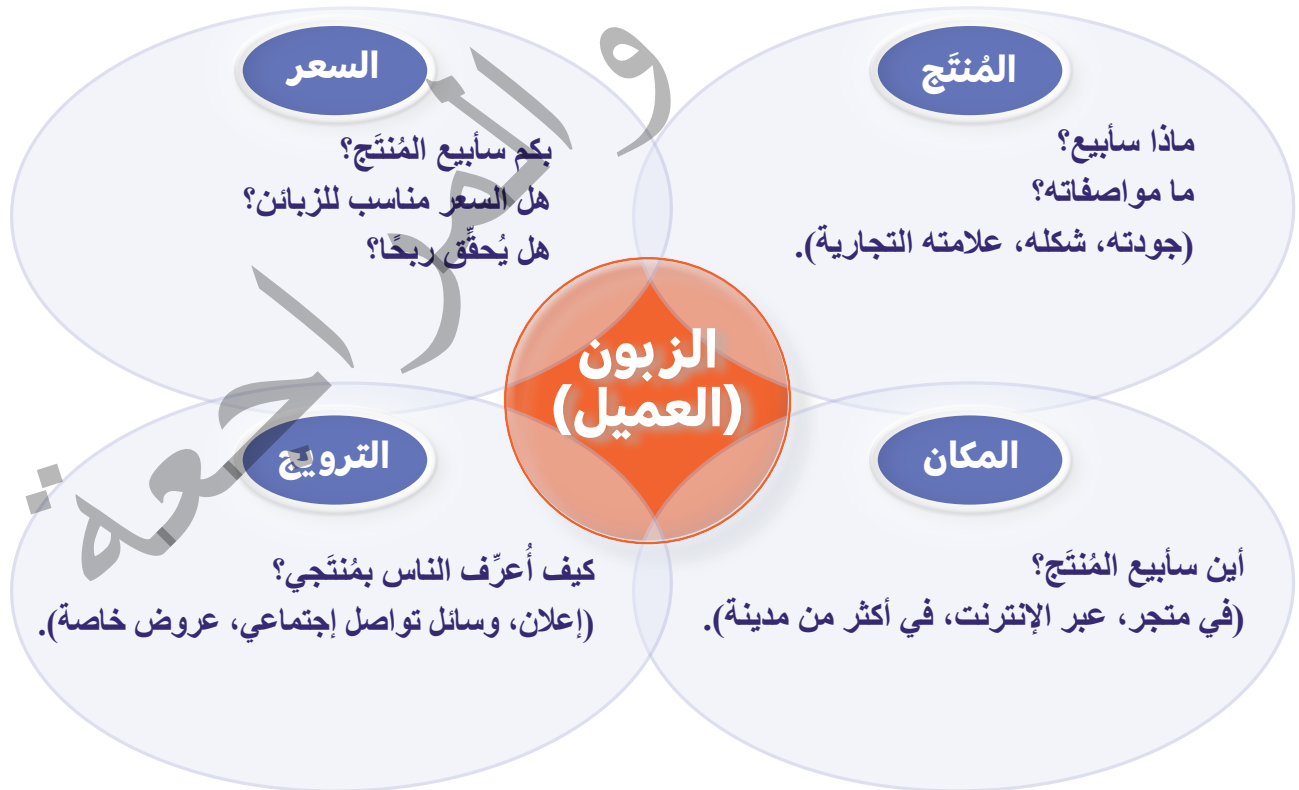 المُنتَج
ماذا سأبيع؟
ما مواصفاته؟
(جودته، شكله، علامته التجارية).
السعر
بكم سأبيع المُنتَج؟
هل السعر مناسب للزبائن؟
هل يُحقِّق ربحًا؟
الزبون
(العميل)
المكان
أين سأبيع المُنتَج؟
(في متجر، عبر الإنترنت، في أكثر من مدينة).
الترويج
كيف أُعرِّف الناس بمُنتَجي؟
(إعلان، وسائل تواصل إجتماعي، عروض خاصة).
والمراجعة